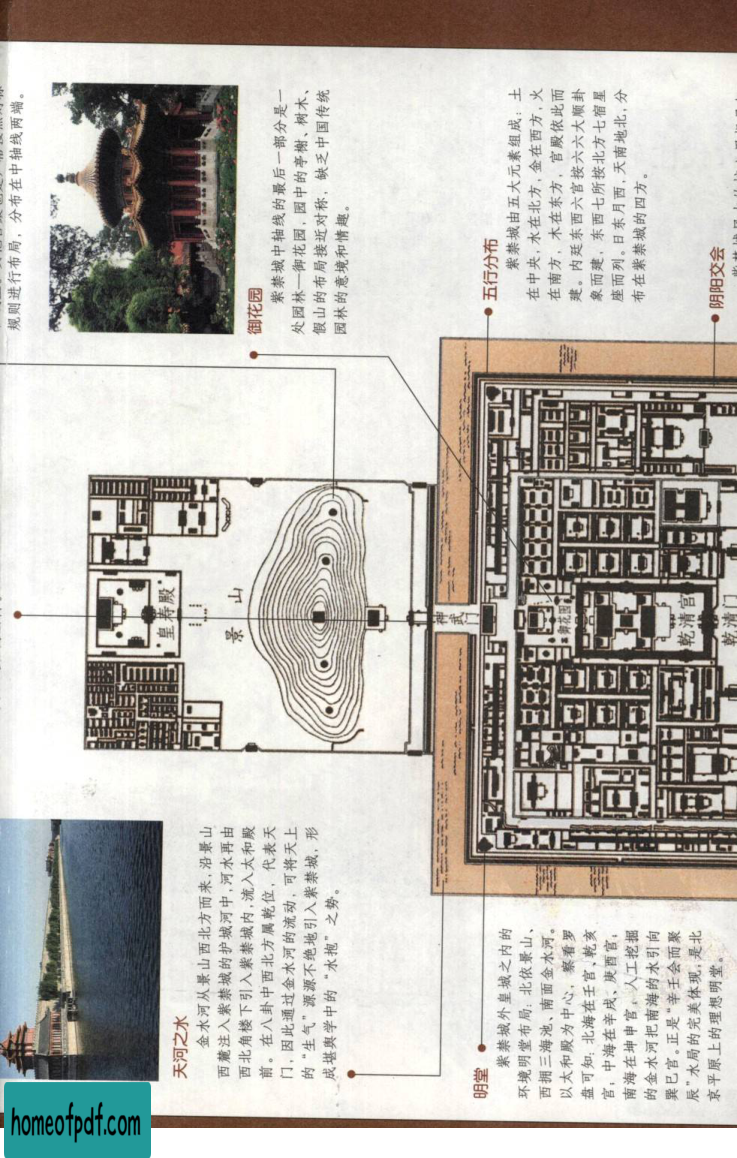 规则进行布局，分布在中轴线两端。
御花园
紫禁城中轴线的最后一部分是一
处园林—御花园，园中的亭榭、树木、
假山的布局接近对称，缺乏中国传统
园林的意境和情趣。
五行分布
紫禁城由五大元素组成：土
在中央，水在北方，金在西方，火
在南方，木在东方，宫殿依此而
建。内廷东西六宫按六六大顺卦
象而建，东西七所按北方七宿星
座而列。日东月西，天南地北，分
布在紫禁城的四方。
阴阳交会
皇寿殿
景山
神武门
御花园
乾清宫
乾清门
天河之水
金水河从景山西北方而来，沿景山
西麓注入紫禁城的护城河中，河水再由
西北角楼下引入紫禁城内，流入太和殿
前。在八卦中西北方属乾位，代表天
门，因此通过金水河的流动，可将天上
的“生气”源源不绝地引入紫禁城，形
成堪舆学中的“水抱”之势。
明堂
紫禁城外皇城之内的
环境明堂布局：北依景山、
西拥三海池、南面金水河。
以太和殿为中心，察看罗
盘可知：北海在壬宫、乾亥
宫，中海在辛戌、庚酉宫，
南海在坤申宫，人工挖掘
的金水河把南海的水引向
巽巳宫。正是“辛壬会而聚
辰”水局的完美体现，是北
京平原上的理想明堂。
homeofpdf.com